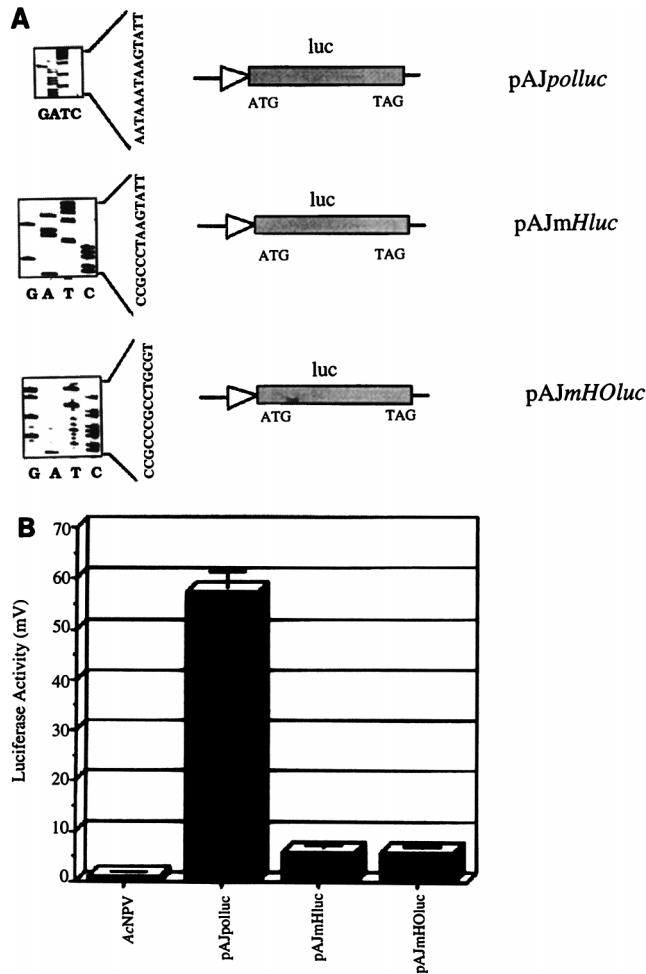 A
GATC
AATAAATAAGTATT
luc
ATG TAG
pAJpolluc
G A T C
CCGCCCTAAGTATT
luc
ATG TAG
pAJmHluc
G A T C
CCGCCCGCCTGCGT
luc
ATG TAG
pAJmHOluc
B
Luciferase Activity (mV)
70
60
50
40
30
20
10
0
AcNPV
pAJpolluc
pAJmHluc
pAJmHOluc